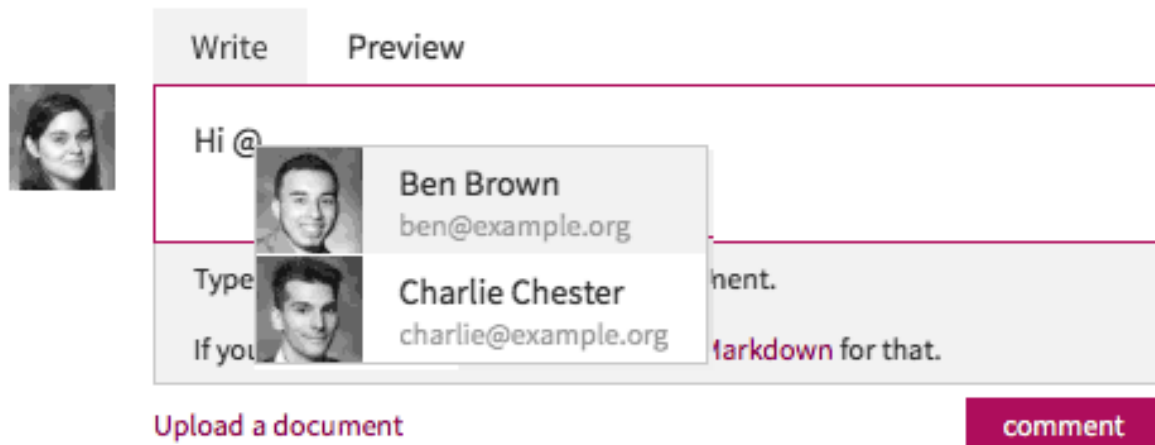 Write Preview
Hi @
Ben Brown
ben@example.org
Type
Charlie Chester
charlie@example.org
If you
Markdown for that.
Upload a document
comment